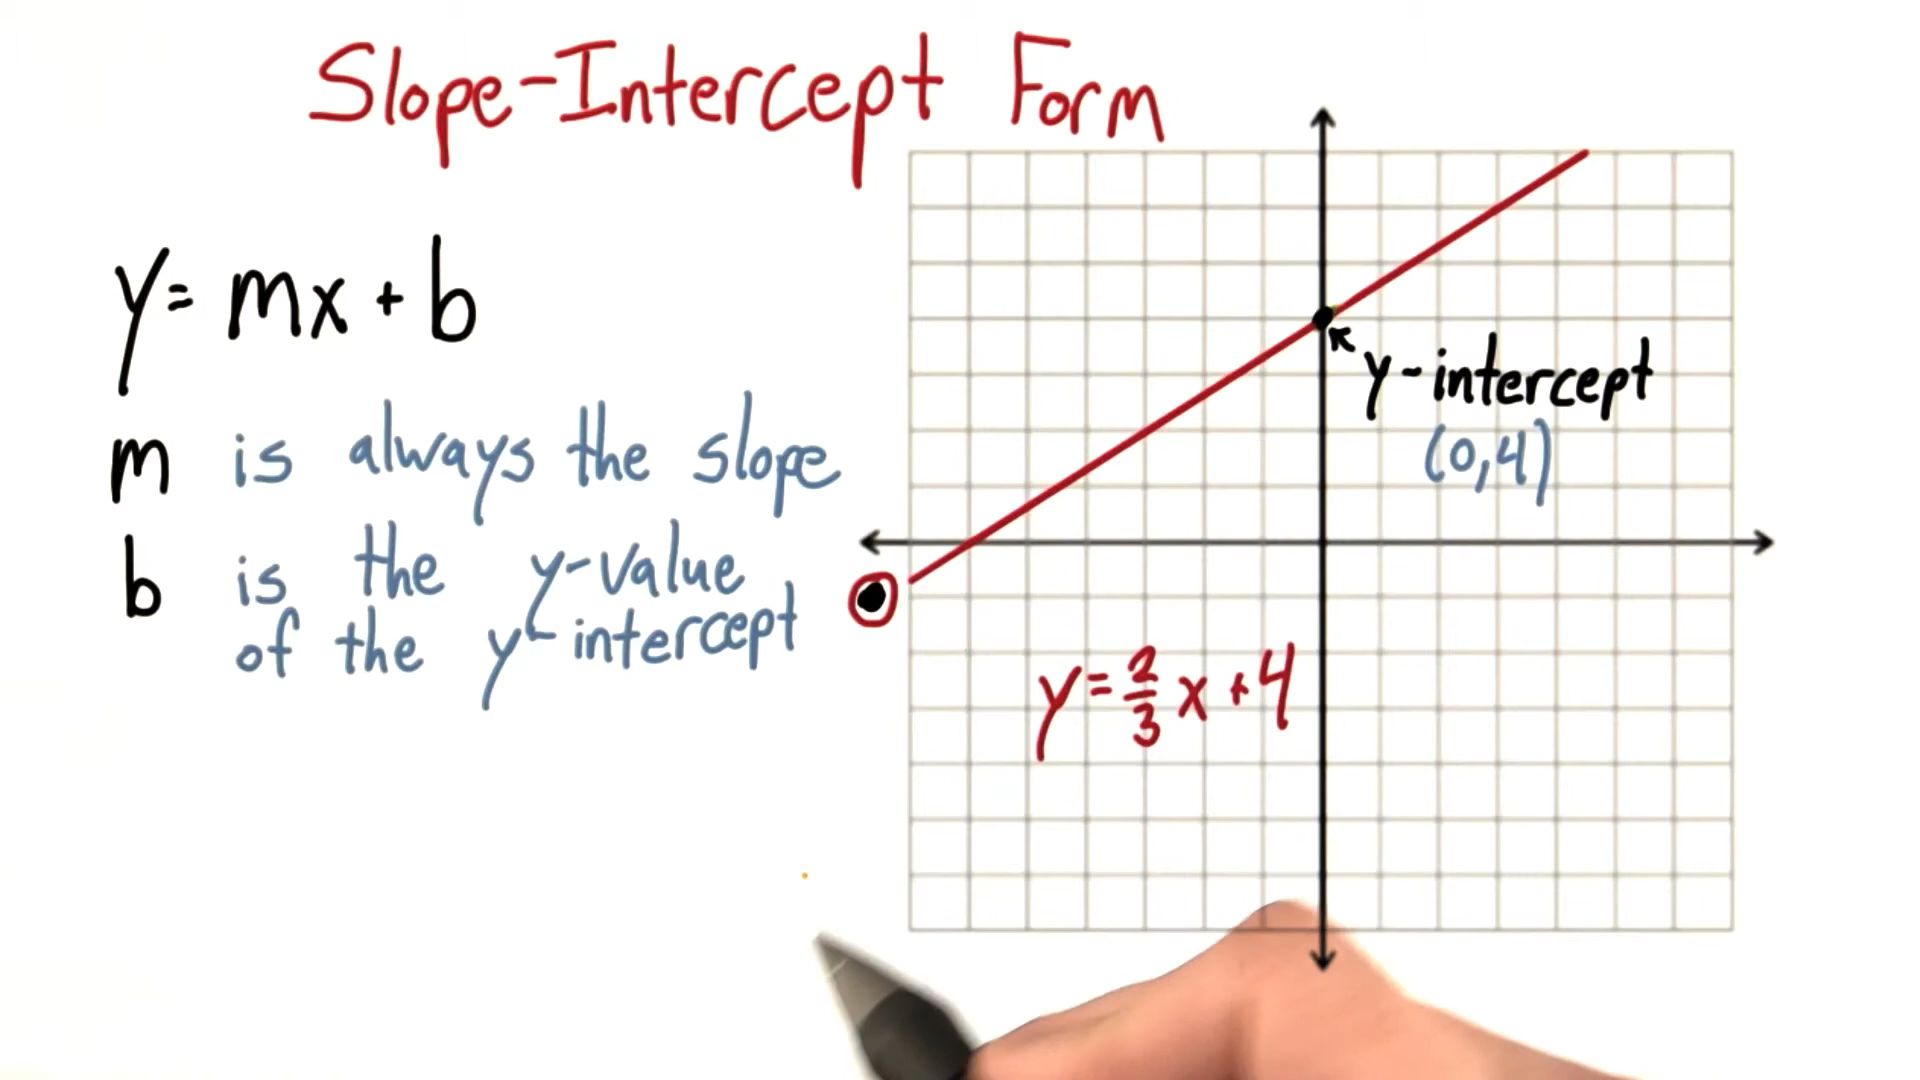 Slope-Intercept Form
y = mx + b
m is always the slope
b is the y-value
of the y-intercept
y-intercept
(0,4)
y = 2/3 x + 4